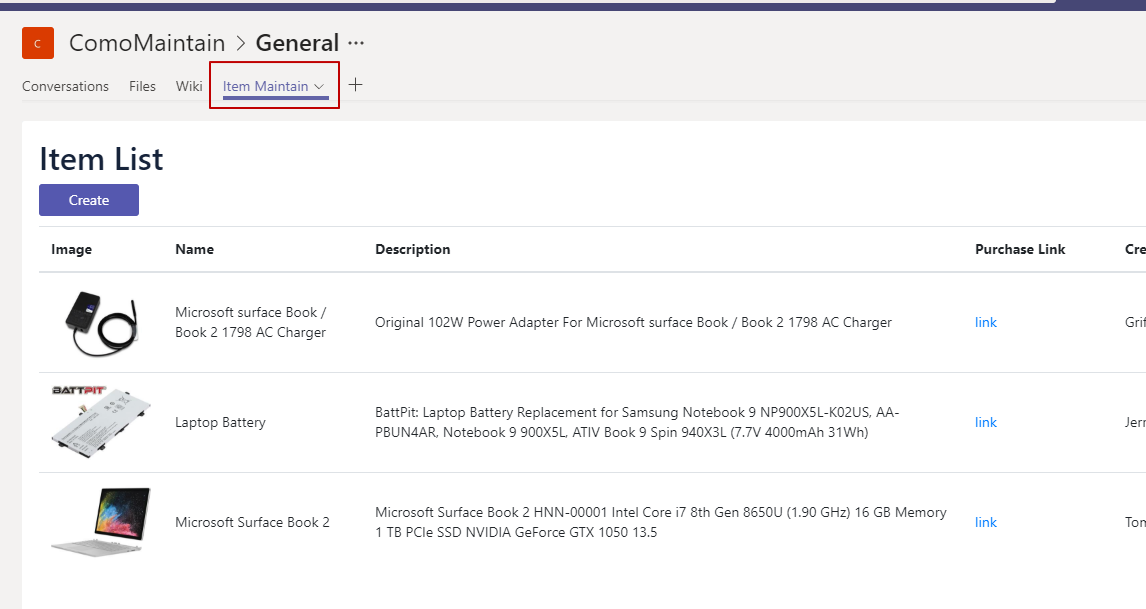 C
ComoMaintain > General ···
Conversations Files Wiki Item Maintain +
Item List
Create
Image Name Description Purchase Link Cre
Microsoft surface Book /
Book 2 1798 AC Charger
Original 102W Power Adapter For Microsoft surface Book / Book 2 1798 AC Charger
link
Grif
BATTPIT
Laptop Battery
BattPit: Laptop Battery Replacement for Samsung Notebook 9 NP900X5L-K02US, AA-
PBUN4AR, Notebook 9 900X5L, ATIV Book 9 Spin 940X3L (7.7V 4000mAh 31Wh)
link
Jerr
Microsoft Surface Book 2
Microsoft Surface Book 2 HNN-00001 Intel Core i7 8th Gen 8650U (1.90 GHz) 16 GB Memory
1 TB PCIe SSD NVIDIA GeForce GTX 1050 13.5
link
Tom